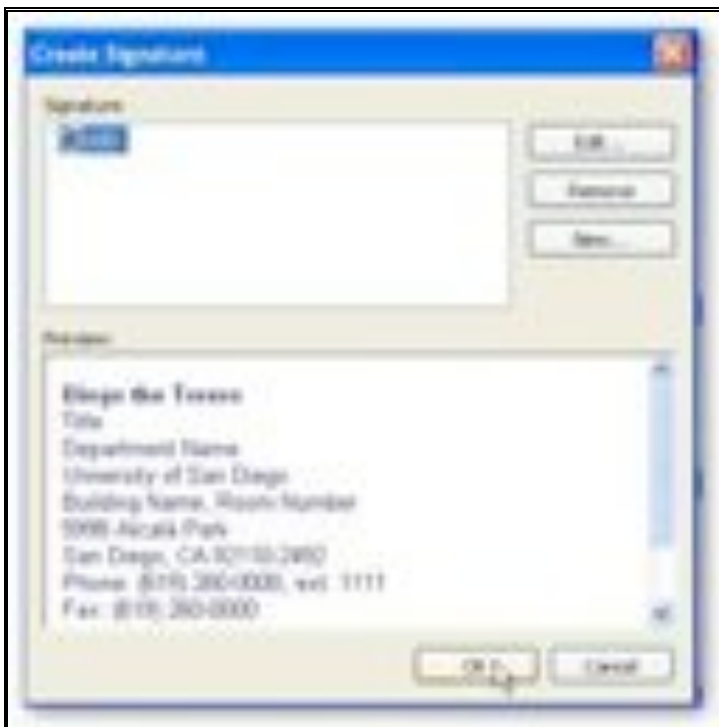 Create Signature
Signature:
Edit...
Remove
New...
Preview:
Diego the Torero
Title
Department Name
University of San Diego
Building Name, Room Number
5998 Alcalá Park
San Diego, CA 92110-2492
Phone: (619) 260-0000, ext. 1111
Fax: (619) 260-0000
OK
Cancel